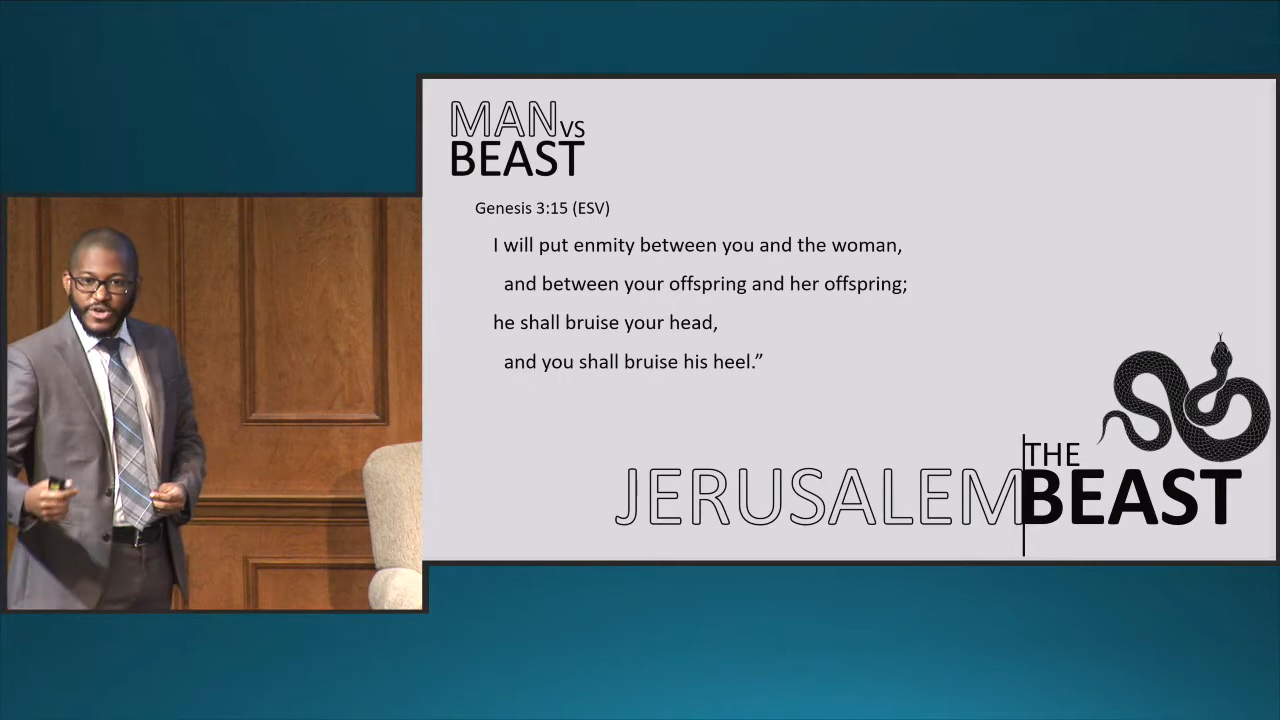 MAN VS
BEAST
Genesis 3:15 (ESV)
I will put enmity between you and the woman,
and between your offspring and her offspring;
he shall bruise your head,
and you shall bruise his heel.”
THE
JERUSALEM BEAST